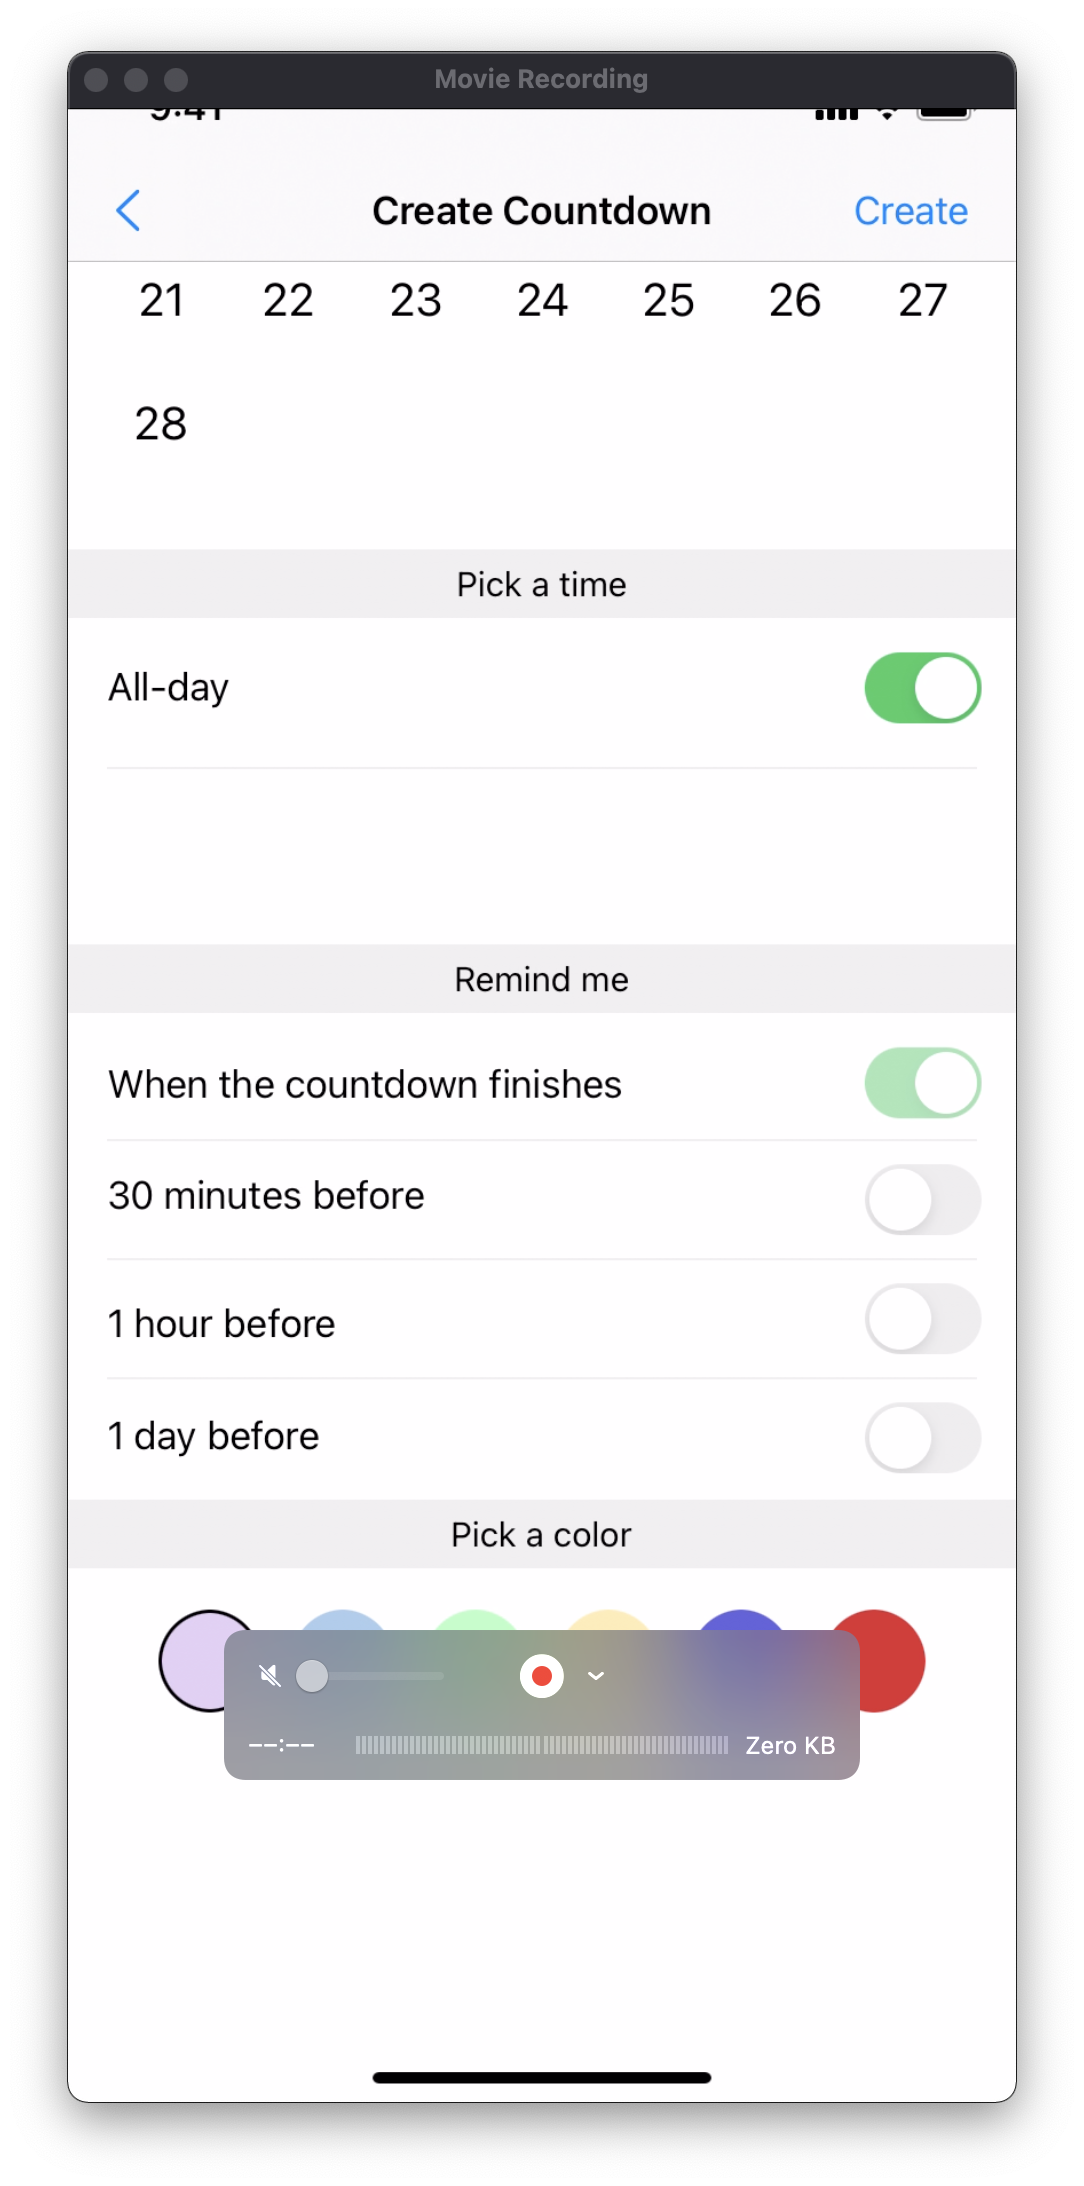 Movie Recording
9:41
Create Countdown
Create
21 22 23 24 25 26 27
28
Pick a time
All-day
Remind me
When the countdown finishes
30 minutes before
1 hour before
1 day before
Pick a color
--:--
Zero KB